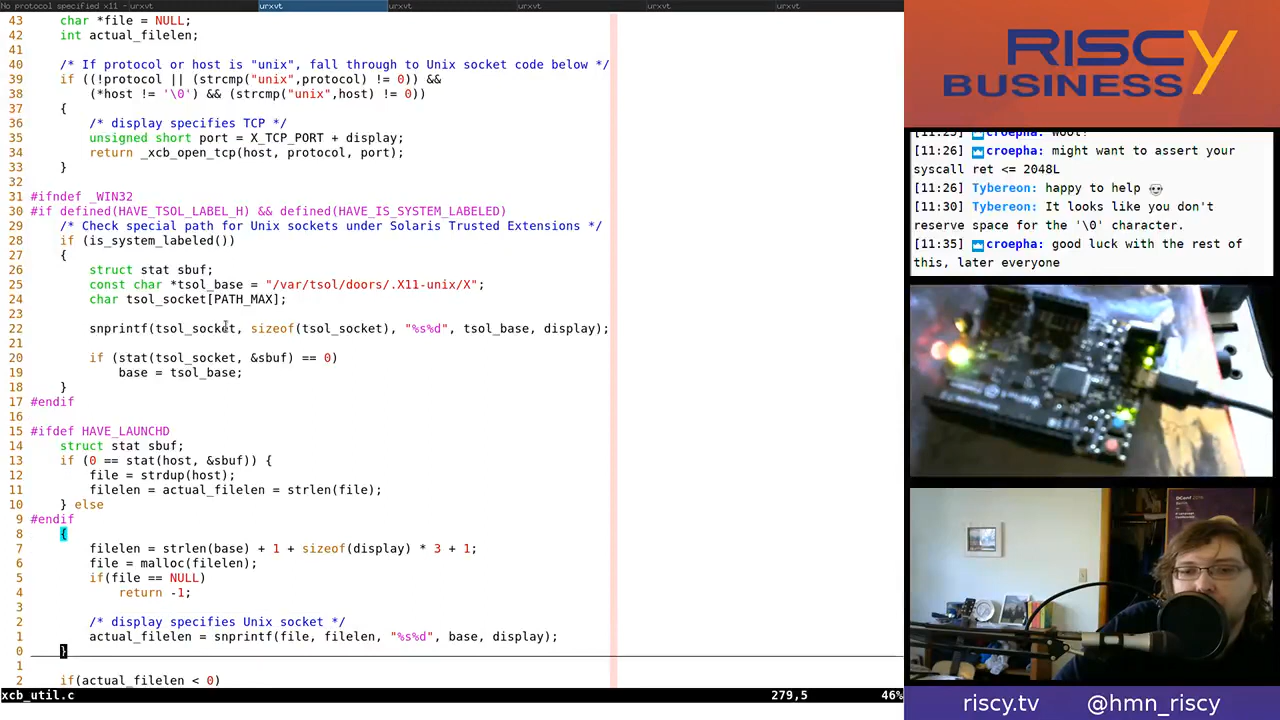 No protocol specified x11 - urxvt urxvt urxvt urxvt urxvt urxvt
43 char *file = NULL;
42 int actual_filelen;
41
40 /* If protocol or host is "unix", fall through to Unix socket code below */
39 if ((!protocol || (strcmp("unix",protocol) != 0)) &&
38 (*host != '\0') && (strcmp("unix",host) != 0))
37 {
36 /* display specifies TCP */
35 unsigned short port = X_TCP_PORT + display;
34 return _xcb_open_tcp(host, protocol, port);
33 }
32
31 #ifndef _WIN32
30 #if defined(HAVE_TSOL_LABEL_H) && defined(HAVE_IS_SYSTEM_LABELED)
29 /* Check special path for Unix sockets under Solaris Trusted Extensions */
28 if (is_system_labeled())
27 {
26 struct stat sbuf;
25 const char *tsol_base = "/var/tsol/doors/.X11-unix/X";
24 char tsol_socket[PATH_MAX];
23
22 snprintf(tsol_socket, sizeof(tsol_socket), "%s%d", tsol_base, display);
21
20 if (stat(tsol_socket, &sbuf) == 0)
19 base = tsol_base;
18 }
17 #endif
16
15 #ifdef HAVE_LAUNCHD
14 struct stat sbuf;
13 if (0 == stat(host, &sbuf)) {
12 file = strdup(host);
11 filelen = actual_filelen = strlen(file);
10 } else
9 #endif
8 {
7 filelen = strlen(base) + 1 + sizeof(display) * 3 + 1;
6 file = malloc(filelen);
5 if(file == NULL)
4 return -1;
3
2 /* display specifies Unix socket */
1 actual_filelen = snprintf(file, filelen, "%s%d", base, display);
0 }
1
2 if(actual_filelen < 0)
xcb_util.c 279,5 46%
RISCY
BUSINESS
[11:25] croepha: woot!
[11:26] croepha: might want to assert your
syscall ret <= 2048L
[11:26] Tybereon: happy to help
[11:30] Tybereon: It looks like you don't
reserve space for the '\0' character.
[11:35] croepha: good luck with the rest of
this, later everyone
riscy.tv @hmn_riscy